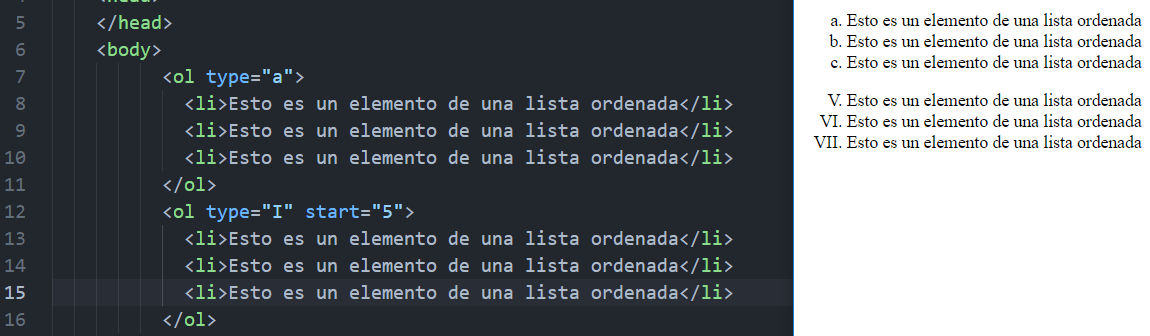 5 </head>
6 <body>
7 <ol type="a">
8 <li>Esto es un elemento de una lista ordenada</li>
9 <li>Esto es un elemento de una lista ordenada</li>
10 <li>Esto es un elemento de una lista ordenada</li>
11 </ol>
12 <ol type="I" start="5">
13 <li>Esto es un elemento de una lista ordenada</li>
14 <li>Esto es un elemento de una lista ordenada</li>
15 <li>Esto es un elemento de una lista ordenada</li>
16 </ol>
a. Esto es un elemento de una lista ordenada
b. Esto es un elemento de una lista ordenada
c. Esto es un elemento de una lista ordenada
V. Esto es un elemento de una lista ordenada
VI. Esto es un elemento de una lista ordenada
VII. Esto es un elemento de una lista ordenada